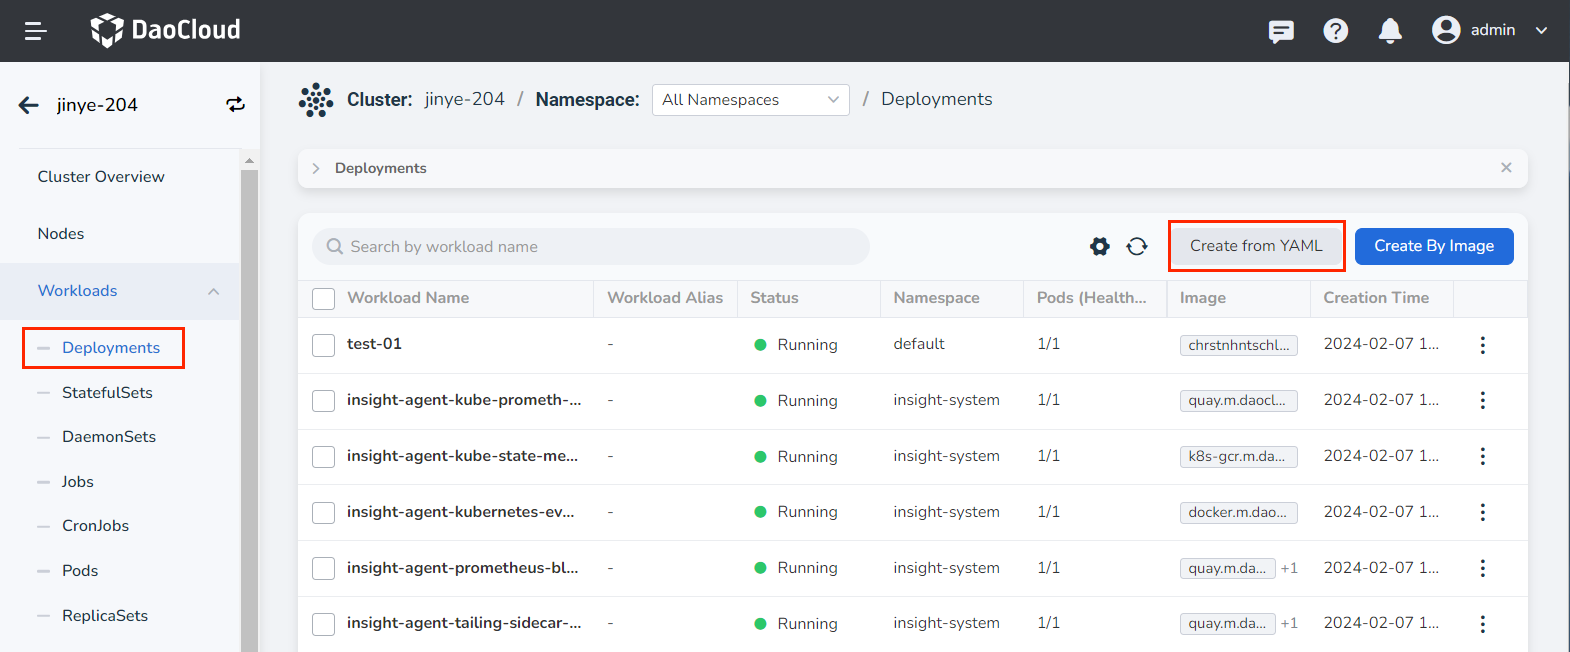 DaoCloud
admin
jinye-204
Cluster: jinye-204 / Namespace: All Namespaces / Deployments
Cluster Overview
Nodes
Workloads
Deployments
StatefulSets
DaemonSets
Jobs
CronJobs
Pods
ReplicaSets
Deployments
Search by workload name
Create from YAML
Create By Image
Workload Name Workload Alias Status Namespace Pods (Health... Image Creation Time
test-01 - Running default 1/1 chrstnhntschl... 2024-02-07 1...
insight-agent-kube-prometh-... - Running insight-system 1/1 quay.m.daocl... 2024-02-07 1...
insight-agent-kube-state-me... - Running insight-system 1/1 k8s-gcr.m.da... 2024-02-07 1...
insight-agent-kubernetes-ev... - Running insight-system 1/1 docker.m.dao... 2024-02-07 1...
insight-agent-prometheus-bl... - Running insight-system 1/1 quay.m.da... +1 2024-02-07 1...
insight-agent-tailing-sidecar-... - Running insight-system 1/1 quay.m.da... +1 2024-02-07 1...